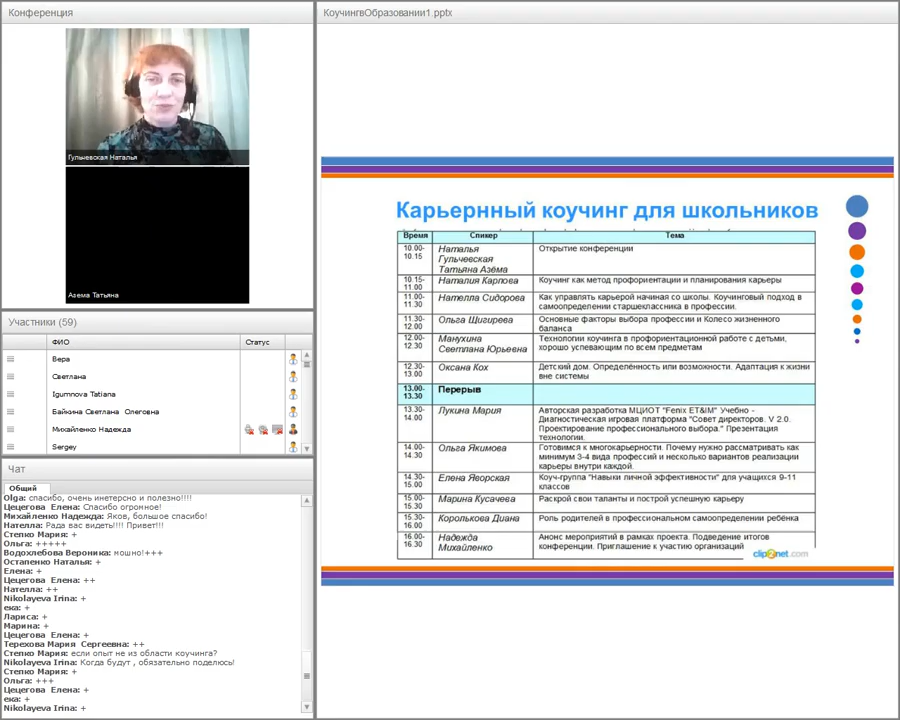 Конференция
Гульчевская Наталья
Азема Татьяна
Участники (59)
ФИО
Статус
Вера
Светлана
Igumnova Tatiana
Байкина Светлана Олеговна
Михайленко Надежда
Sergey
Чат
Общий
Olga: спасибо, очень инетерсно и полезно!!!!
Цецегова Елена: Спасибо огромные!
Михайленко Надежда: Яков, большое спасибо!
Нателла: Рада вас видеть!!!! Привет!!!
Степко Мария: +
Ольга: +++++
Водохлебова Вероника: мошно!+++
Остапенко Наталья: +
Елена: +
Цецегова Елена: ++
Нателла: ++
Nikolayeva Irina: +
ека: +
Лариса: +
Марина: +
Цецегова Елена: +
Терехова Мария Сергеевна: ++
Степко Мария: если опыт не из области коучинга?
Nikolayeva Irina: Когда будут , обязательно поделюсь!
Степко Мария: +
Ольга: +++
Цецегова Елена: +
ека: +
Nikolayeva Irina: +
КоучингвОбразовании1.pptx
Карьернный коучинг для школьников
Время Спикер Тема
10.00-10.15 Наталья Гульчевская Татьяна Азёма Открытие конференции
10.15-11.00 Наталия Карпова Коучинг как метод профориентации и планирования карьеры
11.00-11.30 Нателла Сидорова Как управлять карьерой начиная со школы. Коучинговый подход в
самоопределении старшеклассника в профессии.
11.30-12.00 Ольга Щигирева Основные факторы выбора профессии и Колесо жизненного
баланса
12.00-12.30 Манухина Светлана Юрьевна Технологии коучинга в профориентационной работе с детьми,
хорошо успевающим по всем предметам
12.30-13.00 Оксана Кох Детский дом. Определённость или возможности. Адаптация к жизни
вне системы
13.00-13.30 Перерыв
13.30-14.00 Лукина Мария Авторская разработка МЦИОТ "Fenix ET&IM" Учебно -
Диагностическая игровая платформа "Совет директоров. V 2.0.
Проектирование профессионального выбора." Презентация
технологии.
14.00-14.30 Ольга Якимова Готовимся к многокарьерности. Почему нужно рассматривать как
минимум 3-4 вида профессий и несколько вариантов реализации
карьеры внутри каждой.
14.30-15.00 Елена Яворская Коуч-группа "Навыки личной эффективности" для учащихся 9-11
классов
15.00-15.30 Марина Кусачева Раскрой свои таланты и построй успешную карьеру
15.30-16.00 Королькова Диана Роль родителей в профессиональном самоопределении ребёнка
16.00-16.30 Надежда Михайленко Анонс мероприятий в рамках проекта. Подведение итогов
конференции. Приглашение к участию организаций
clip2net.com